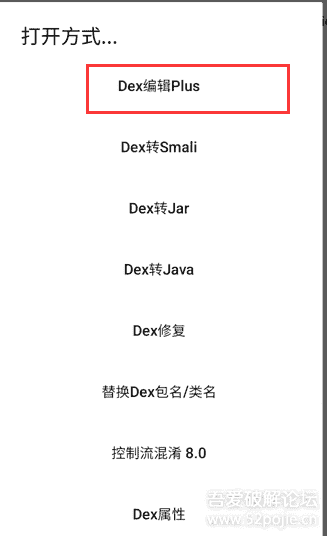 打开方式...
Dex编辑Plus
Dex转Smali
Dex转Jar
Dex转Java
Dex修复
替换Dex包名/类名
控制流混淆 8.0
Dex属性
吾爱破解论坛
www.52pojie.cn